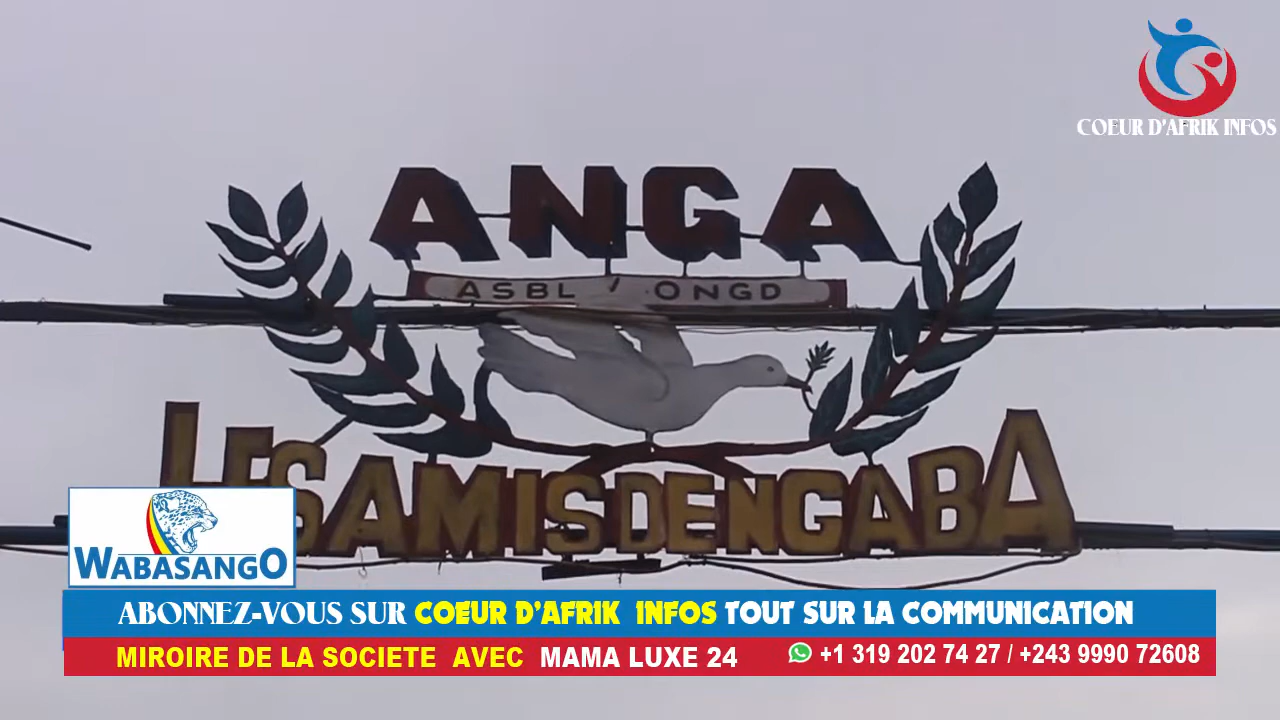 COEUR D'AFRIK INFOS
ANGA
ASBL / ONGD
LES AMIS DE NGABA
WABASANGO
ABONNEZ-VOUS SUR COEUR D'AFRIK INFOS TOUT SUR LA COMMUNICATION
MIROIRE DE LA SOCIETE AVEC MAMA LUXE 24
+1 319 202 74 27 / +243 9990 72608